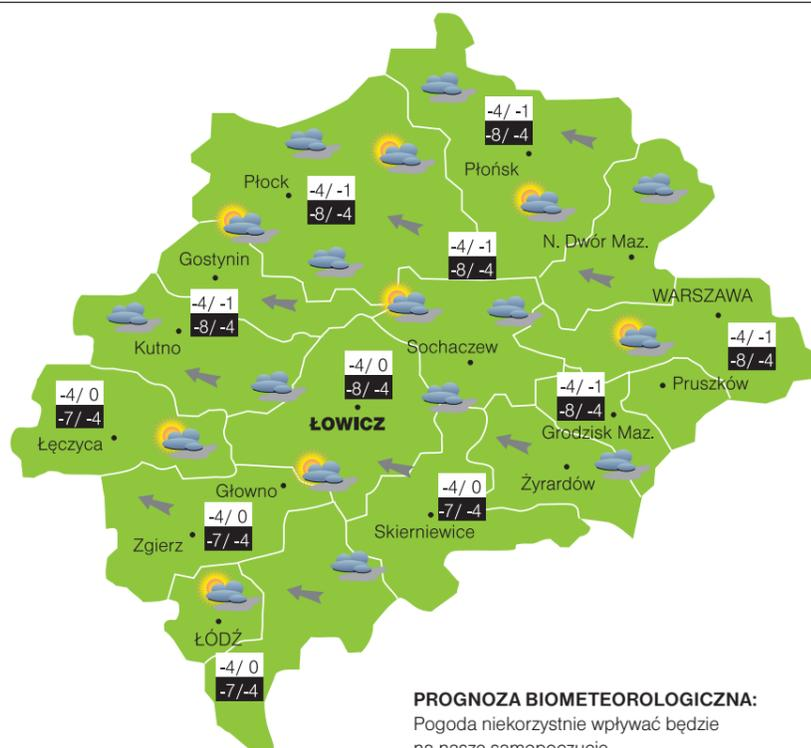 -4/ -1
-8/ -4
Płońsk
Płock
-4/ -1
-8/ -4
-4/ -1
-8/ -4
N. Dwór Maz.
Gostynin
-4/ -1
-8/ -4
Kutno
WARSZAWA
-4/ -1
-8/ -4
Sochaczew
-4/ 0
-8/ -4
ŁOWICZ
-4/ -1
-8/ -4
Grodzisk Maz.
Pruszków
-4/ 0
-7/ -4
Łęczyca
Głowno
Żyrardów
-4/ 0
-7/ -4
Skierniewice
-4/ 0
-7/ -4
Zgierz
ŁÓDŹ
-4/ 0
-7/-4
PROGNOZA BIOMETEOROLOGICZNA:
Pogoda niekorzystnie wpływać będzie
na nasze samopoczucie